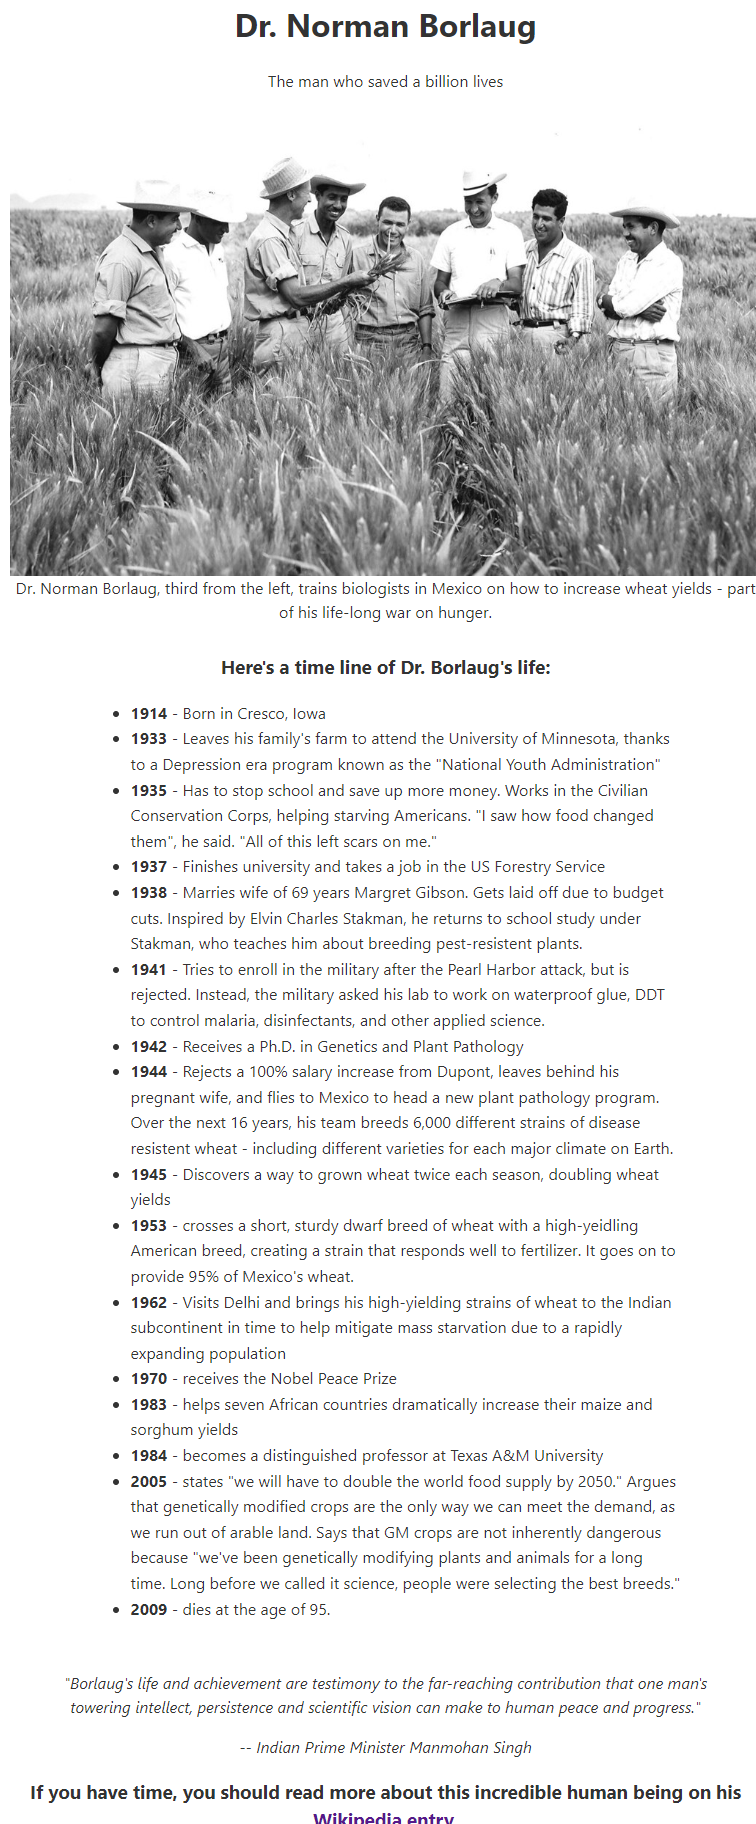 Dr. Norman Borlaug
The man who saved a billion lives
Dr. Norman Borlaug, third from the left, trains biologists in Mexico on how to increase wheat yields - part
of his life-long war on hunger.
Here's a time line of Dr. Borlaug's life:
1914 - Born in Cresco, Iowa
1933 - Leaves his family's farm to attend the University of Minnesota, thanks
to a Depression era program known as the "National Youth Administration"
1935 - Has to stop school and save up more money. Works in the Civilian
Conservation Corps, helping starving Americans. "I saw how food changed
them", he said. "All of this left scars on me."
1937 - Finishes university and takes a job in the US Forestry Service
1938 - Marries wife of 69 years Margret Gibson. Gets laid off due to budget
cuts. Inspired by Elvin Charles Stakman, he returns to school study under
Stakman, who teaches him about breeding pest-resistent plants.
1941 - Tries to enroll in the military after the Pearl Harbor attack, but is
rejected. Instead, the military asked his lab to work on waterproof glue, DDT
to control malaria, disinfectants, and other applied science.
1942 - Receives a Ph.D. in Genetics and Plant Pathology
1944 - Rejects a 100% salary increase from Dupont, leaves behind his
pregnant wife, and flies to Mexico to head a new plant pathology program.
Over the next 16 years, his team breeds 6,000 different strains of disease
resistent wheat - including different varieties for each major climate on Earth.
1945 - Discovers a way to grown wheat twice each season, doubling wheat
yields
1953 - crosses a short, sturdy dwarf breed of wheat with a high-yeidling
American breed, creating a strain that responds well to fertilizer. It goes on to
provide 95% of Mexico's wheat.
1962 - Visits Delhi and brings his high-yielding strains of wheat to the Indian
subcontinent in time to help mitigate mass starvation due to a rapidly
expanding population
1970 - receives the Nobel Peace Prize
1983 - helps seven African countries dramatically increase their maize and
sorghum yields
1984 - becomes a distinguished professor at Texas A&M University
2005 - states "we will have to double the world food supply by 2050." Argues
that genetically modified crops are the only way we can meet the demand, as
we run out of arable land. Says that GM crops are not inherently dangerous
because "we've been genetically modifying plants and animals for a long
time. Long before we called it science, people were selecting the best breeds."
2009 - dies at the age of 95.
"Borlaug's life and achievement are testimony to the far-reaching contribution that one man's
towering intellect, persistence and scientific vision can make to human peace and progress."
-- Indian Prime Minister Manmohan Singh
If you have time, you should read more about this incredible human being on his
Wikipedia entry